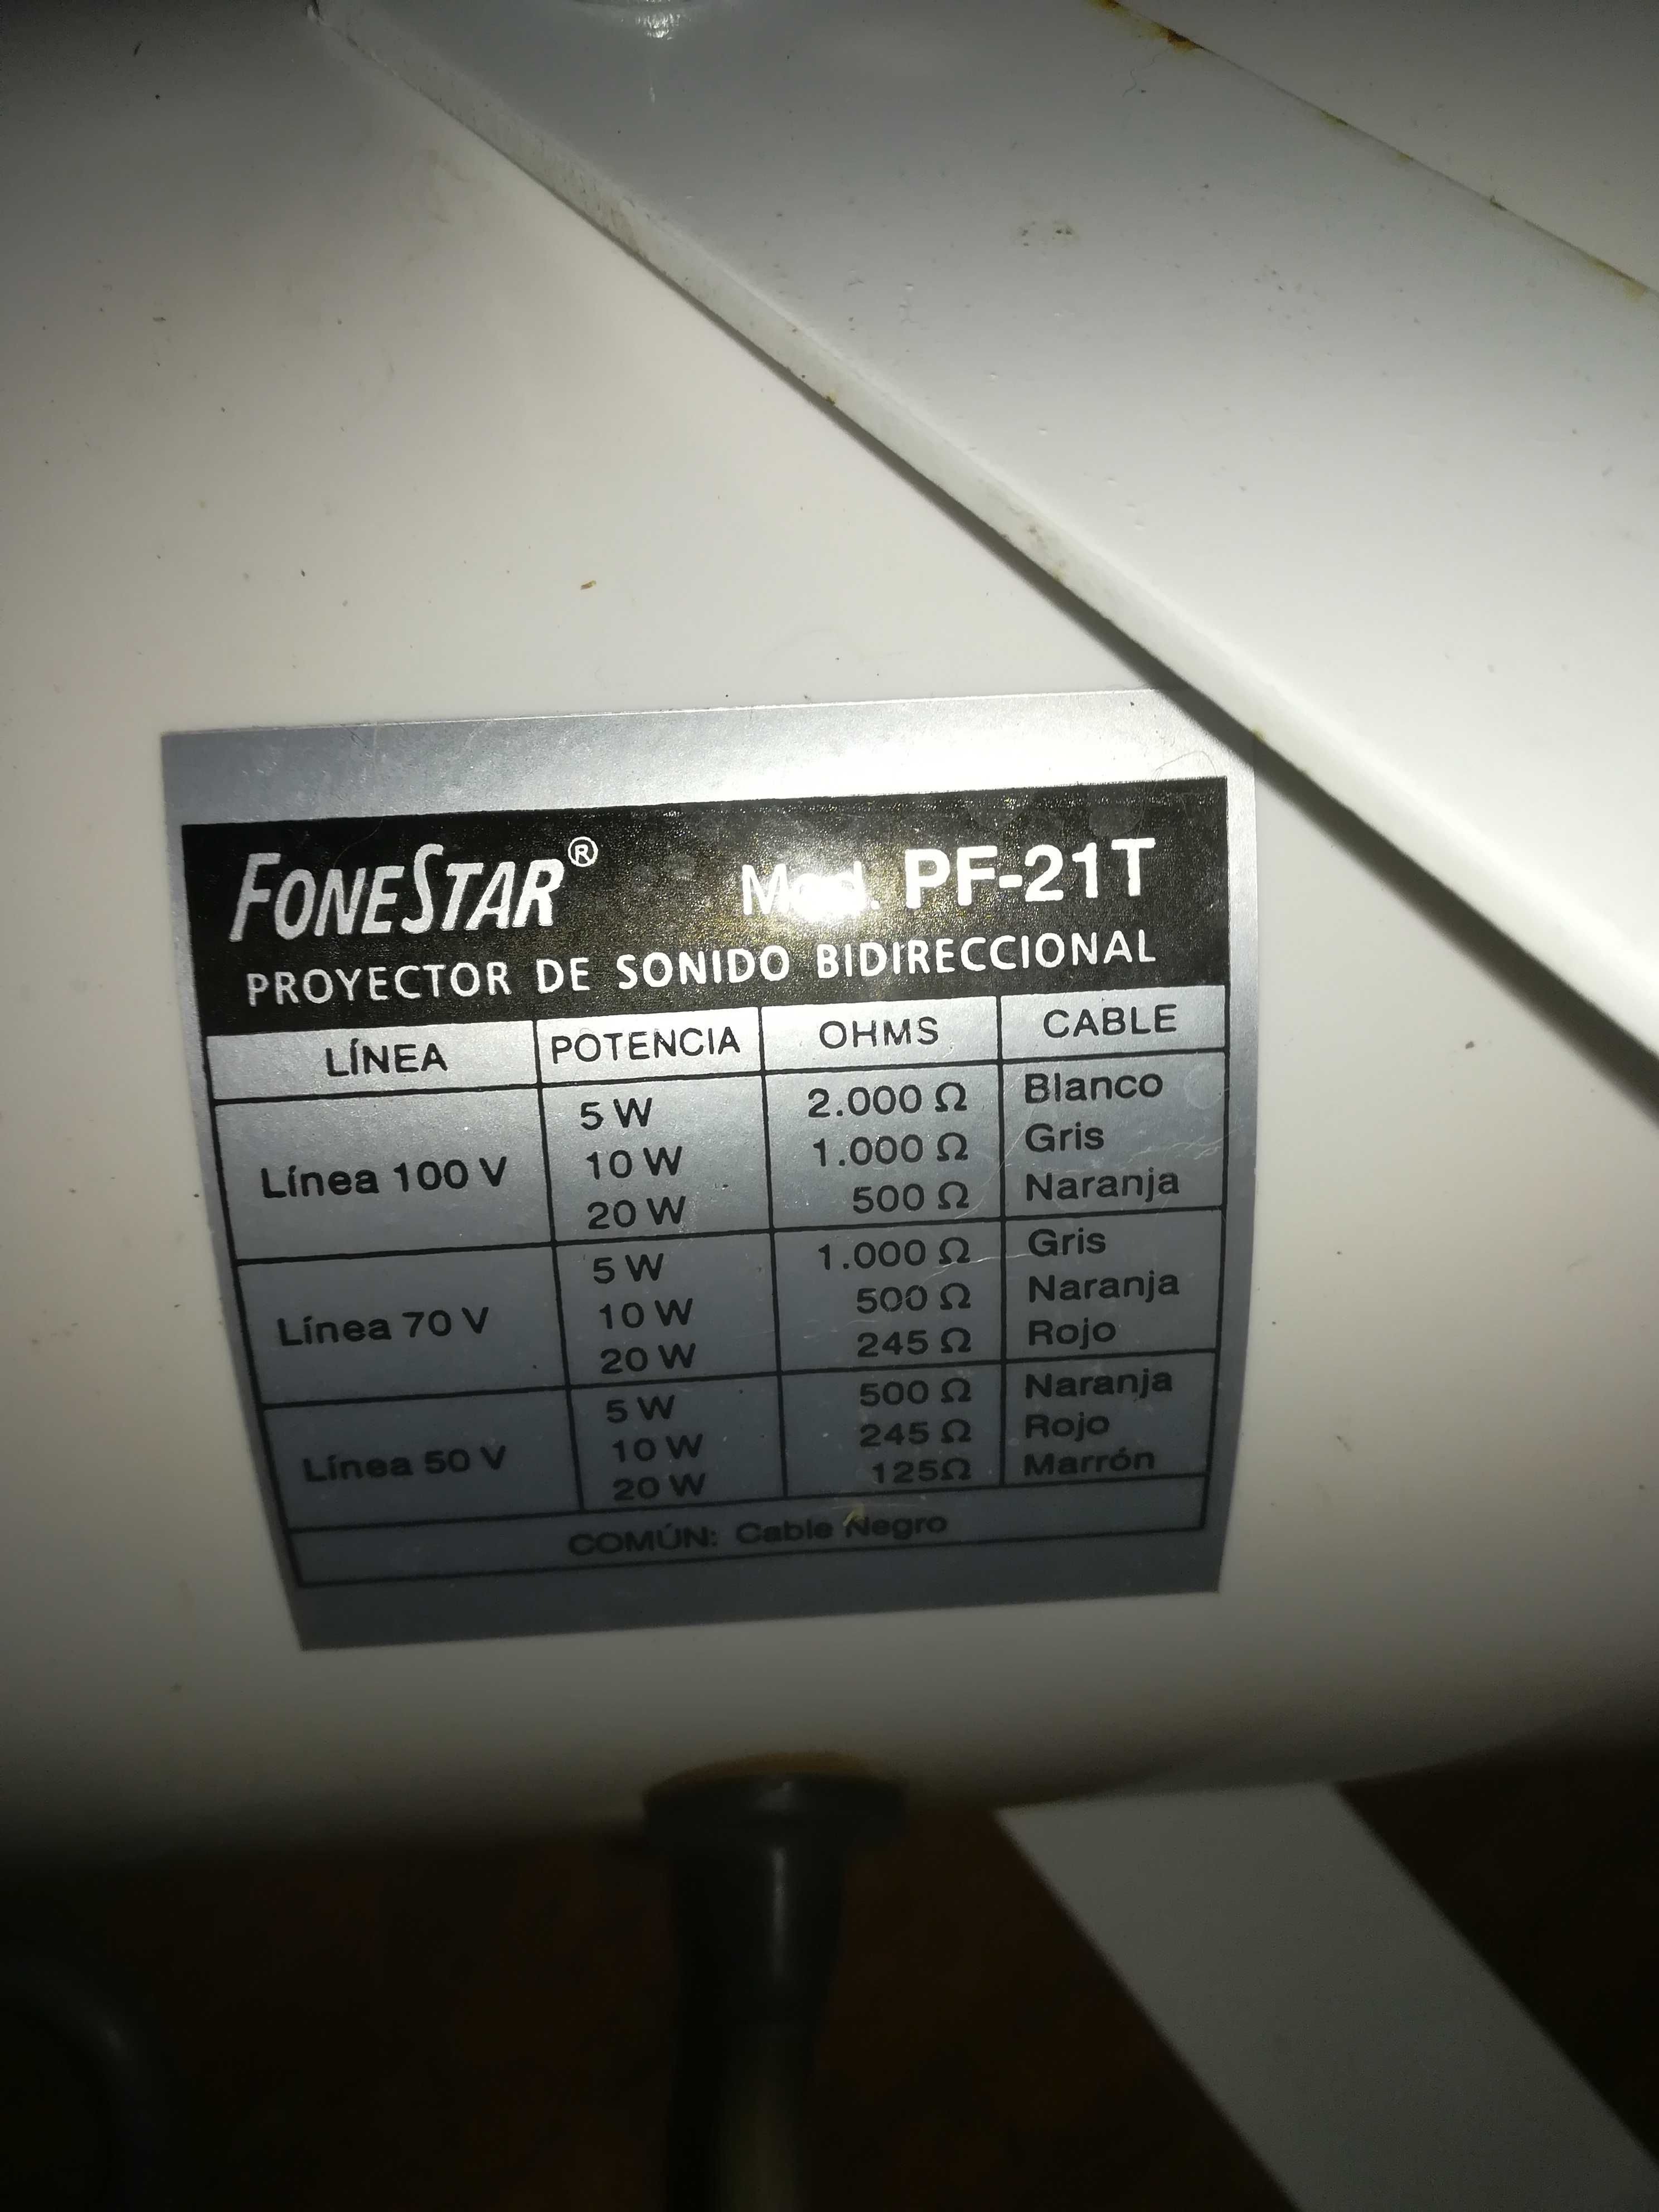 FONESTAR® Mod. PF-21T
PROYECTOR DE SONIDO BIDIRECCIONAL
LÍNEA POTENCIA OHMS CABLE
Línea 100 V
5 W 2.000 Ω Blanco
10 W 1.000 Ω Gris
20 W 500 Ω Naranja
Línea 70 V
5 W 1.000 Ω Gris
10 W 500 Ω Naranja
20 W 245 Ω Rojo
Línea 50 V
5 W 500 Ω Naranja
10 W 245 Ω Rojo
20 W 125Ω Marrón
COMÚN: Cable Negro